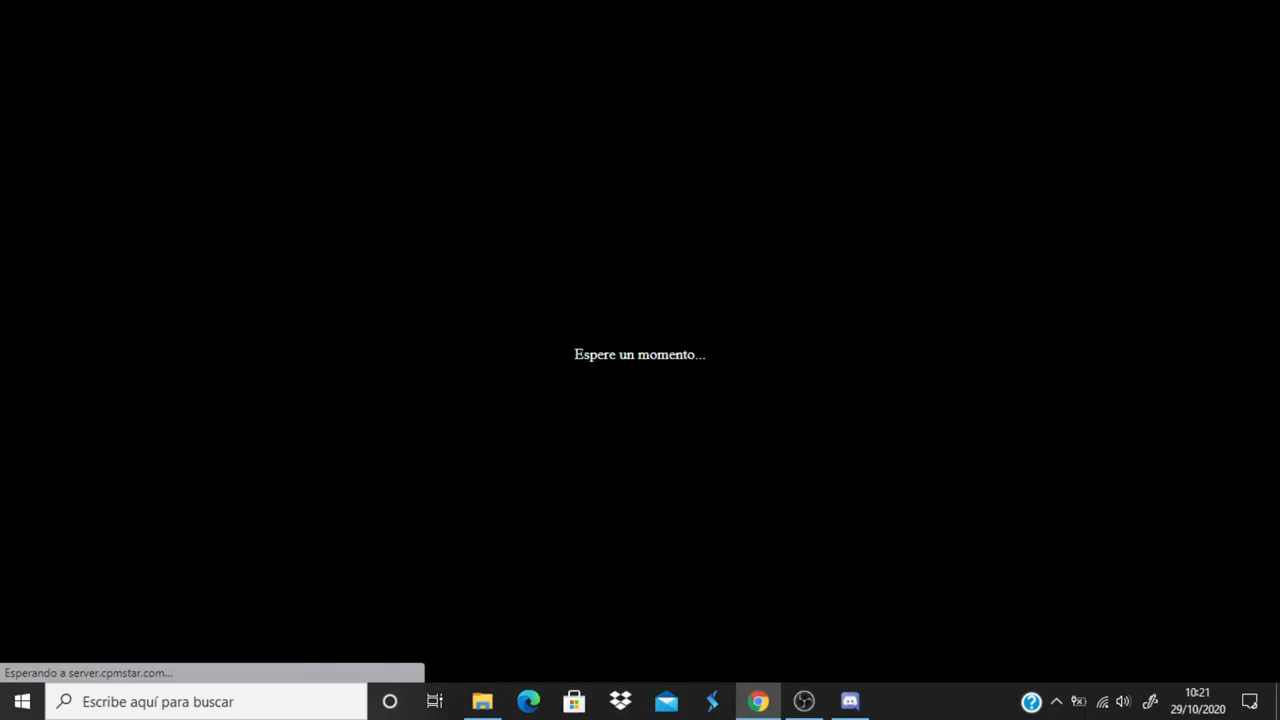 Espere un momento...
Esperando a server.cpmstar.com...
Escribe aquí para buscar
10:21
29/10/2020